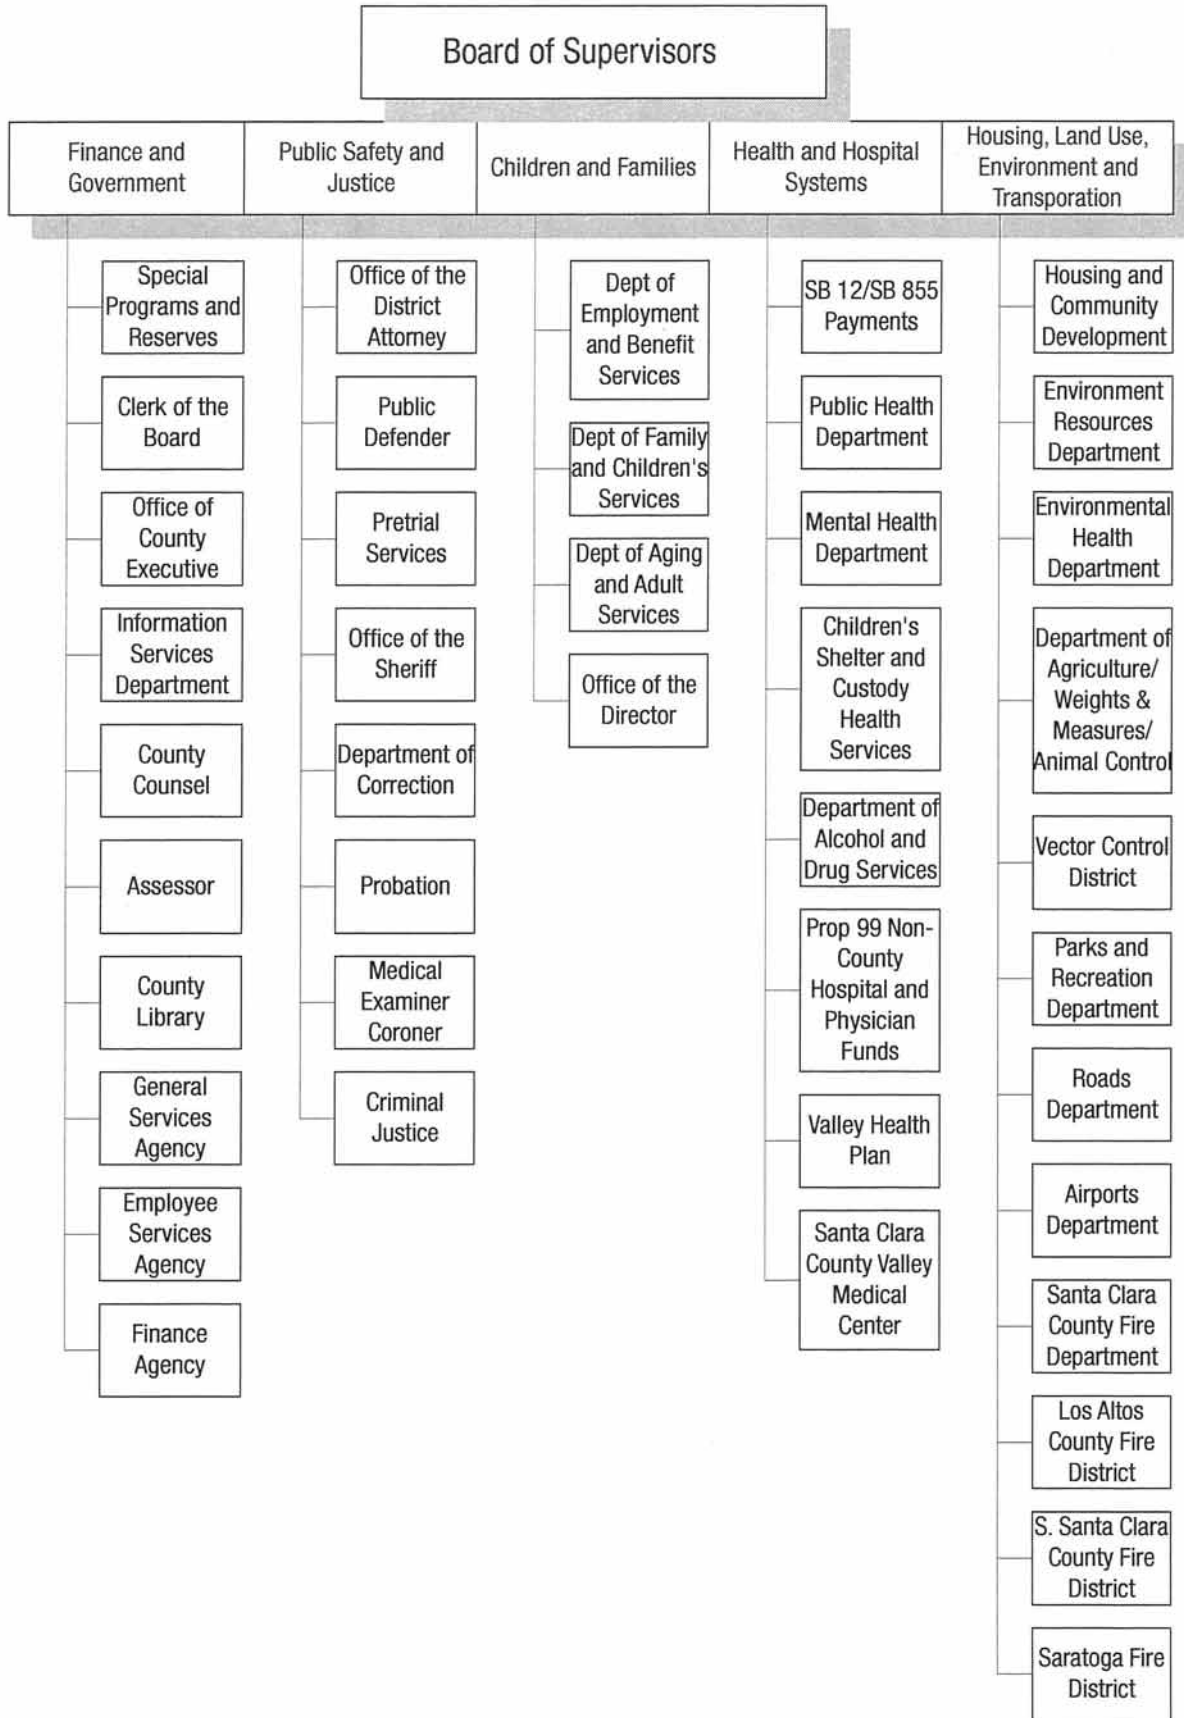 Board of Supervisors
Finance and
Government
Public Safety and
Justice
Children and Families
Health and Hospital
Systems
Housing, Land Use,
Environment and
Transporation
Special
Programs and
Reserves
Clerk of the
Board
Office of
County
Executive
Information
Services
Department
County
Counsel
Assessor
County
Library
General
Services
Agency
Employee
Services
Agency
Finance
Agency
Office of the
District
Attorney
Public
Defender
Pretrial
Services
Office of the
Sheriff
Department of
Correction
Probation
Medical
Examiner
Coroner
Criminal
Justice
Dept of
Employment
and Benefit
Services
Dept of Family
and Children's
Services
Dept of Aging
and Adult
Services
Office of the
Director
SB 12/SB 855
Payments
Public Health
Department
Mental Health
Department
Children's
Shelter and
Custody
Health
Services
Department of
Alcohol and
Drug Services
Prop 99 Non-
County
Hospital and
Physician
Funds
Valley Health
Plan
Santa Clara
County Valley
Medical
Center
Housing and
Community
Development
Environment
Resources
Department
Environmental
Health
Department
Department of
Agriculture/
Weights &
Measures/
Animal Control
Vector Control
District
Parks and
Recreation
Department
Roads
Department
Airports
Department
Santa Clara
County Fire
Department
Los Altos
County Fire
District
S. Santa Clara
County Fire
District
Saratoga Fire
District